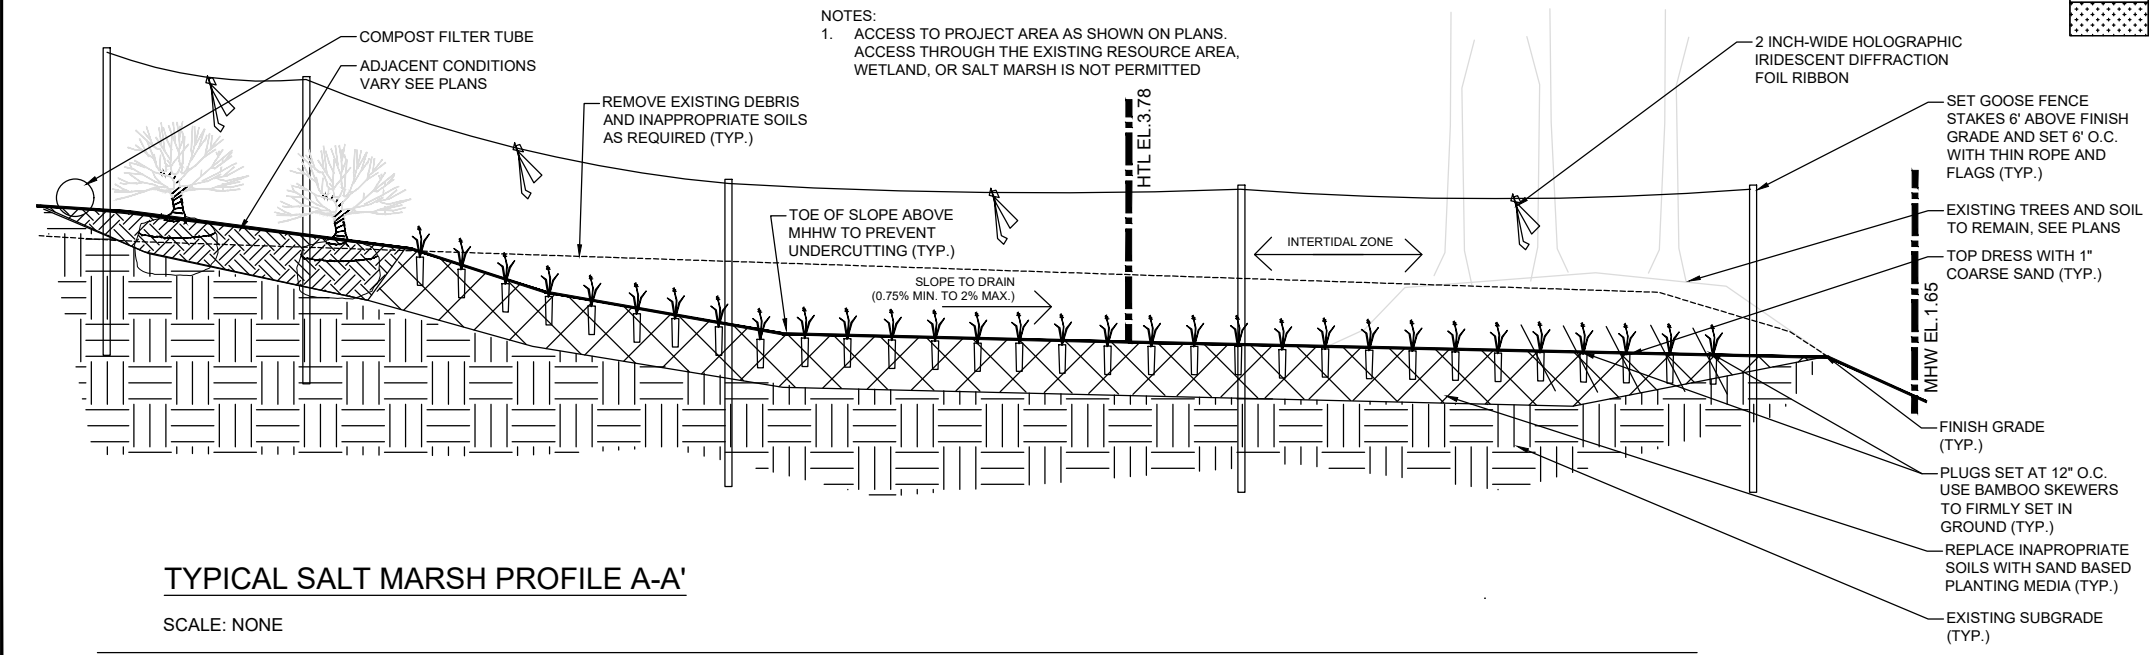 NOTES:
1. ACCESS TO PROJECT AREA AS SHOWN ON PLANS.
ACCESS THROUGH THE EXISTING RESOURCE AREA,
WETLAND, OR SALT MARSH IS NOT PERMITTED
COMPOST FILTER TUBE
ADJACENT CONDITIONS
VARY SEE PLANS
REMOVE EXISTING DEBRIS
AND INAPPROPRIATE SOILS
AS REQUIRED (TYP.)
HTL EL.3.78
2 INCH-WIDE HOLOGRAPHIC
IRIDESCENT DIFFRACTION
FOIL RIBBON
SET GOOSE FENCE
STAKES 6' ABOVE FINISH
GRADE AND SET 6' O.C.
WITH THIN ROPE AND
FLAGS (TYP.)
TOE OF SLOPE ABOVE
MHHW TO PREVENT
UNDERCUTTING (TYP.)
INTERTIDAL ZONE
SLOPE TO DRAIN
(0.75% MIN. TO 2% MAX.)
EXISTING TREES AND SOIL
TO REMAIN, SEE PLANS
TOP DRESS WITH 1"
COARSE SAND (TYP.)
MHW EL.1.65
FINISH GRADE
(TYP.)
PLUGS SET AT 12" O.C.
USE BAMBOO SKEWERS
TO FIRMLY SET IN
GROUND (TYP.)
REPLACE INAPROPRIATE
SOILS WITH SAND BASED
PLANTING MEDIA (TYP.)
EXISTING SUBGRADE
(TYP.)
TYPICAL SALT MARSH PROFILE A-A'
SCALE: NONE